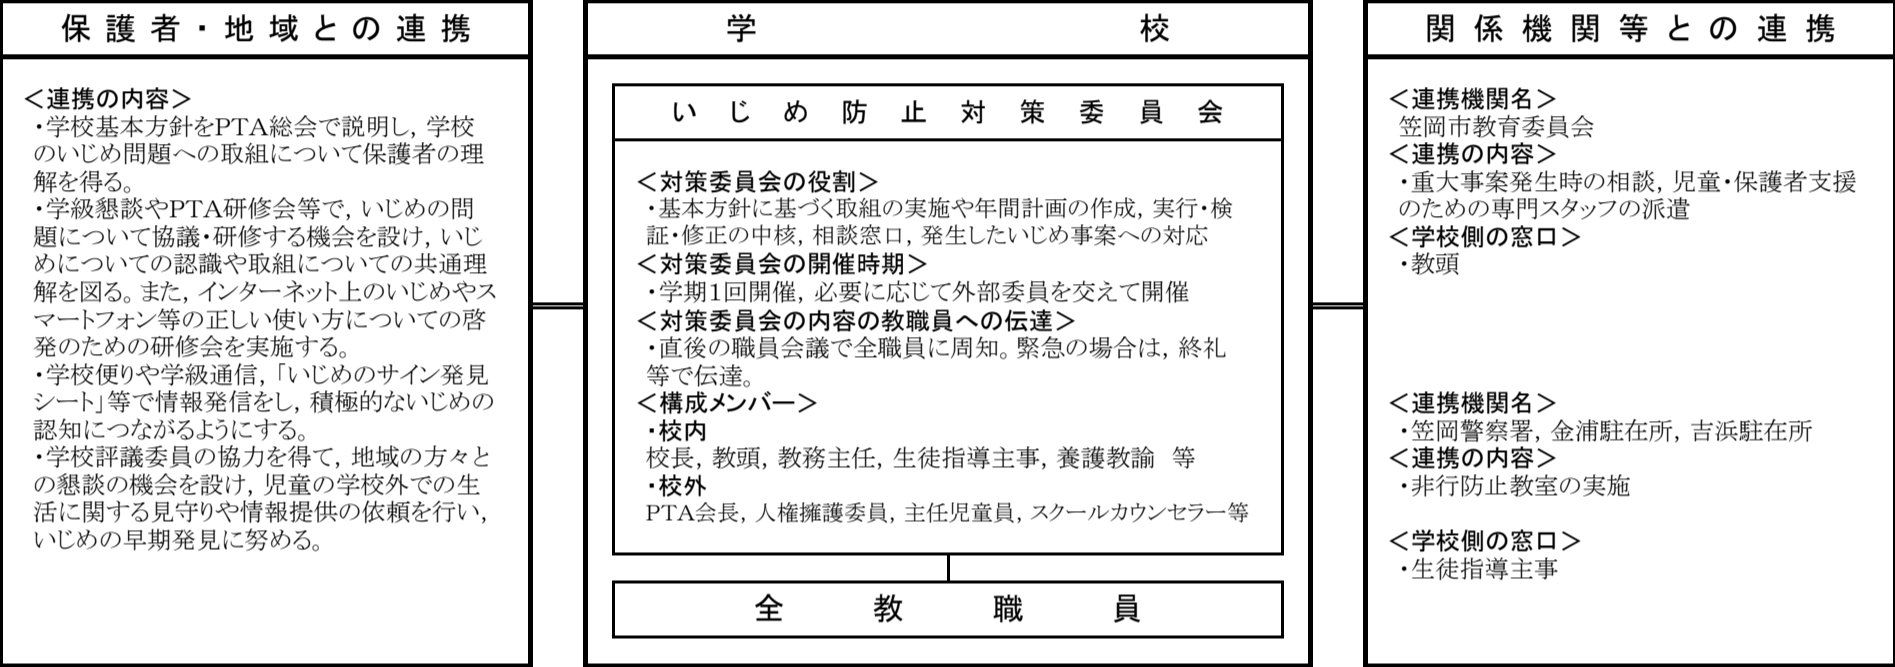 保護者・地域との連携
＜連携の内容＞
・学校基本方針をPTA総会で説明し，学校
のいじめ問題への取組について保護者の理
解を得る。
・学級懇談やPTA研修会等で，いじめの問
題について協議・研修する機会を設け，いじ
めについての認識や取組についての共通理
解を図る。また，インターネット上のいじめやス
マートフォン等の正しい使い方についての啓
発のための研修会を実施する。
・学校便りや学級通信，「いじめのサイン発見
シート」等で情報発信をし，積極的ないじめの
認知につながるようにする。
・学校評議委員の協力を得て，地域の方々と
の懇談の機会を設け，児童の学校外での生
活に関する見守りや情報提供の依頼を行い，
いじめの早期発見に努める。
学校
いじめ防止対策委員会
＜対策委員会の役割＞
・基本方針に基づく取組の実施や年間計画の作成，実行・検
証・修正の中核，相談窓口，発生したいじめ事案への対応
＜対策委員会の開催時期＞
・学期1回開催，必要に応じて外部委員を交えて開催
＜対策委員会の内容の教職員への伝達＞
・直後の職員会議で全職員に周知。緊急の場合は，終礼
等で伝達。
＜構成メンバー＞
・校内
校長，教頭，教務主任，生徒指導主事，養護教諭　等
・校外
PTA会長，人権擁護委員，主任児童員，スクールカウンセラー等
全教職員
関係機関等との連携
＜連携機関名＞
笠岡市教育委員会
＜連携の内容＞
・重大事案発生時の相談，児童・保護者支援
のための専門スタッフの派遣
＜学校側の窓口＞
・教頭
＜連携機関名＞
・笠岡警察署，金浦駐在所，吉浜駐在所
＜連携の内容＞
・非行防止教室の実施
＜学校側の窓口＞
・生徒指導主事